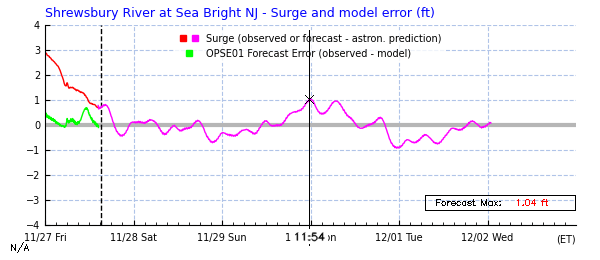 Shrewsbury River at Sea Bright NJ - Surge and model error (ft)
4
Surge (observed or forecast - astron. prediction)
OPSE01 Forecast Error (observed - model)
3
2
1
0
−1
−2
−3
Forecast Max: 1.04 ft
−4
11/27 Fri
11/28 Sat
11/29 Sun
11:54
12/01 Tue
12/02 Wed
(ET)
N/A